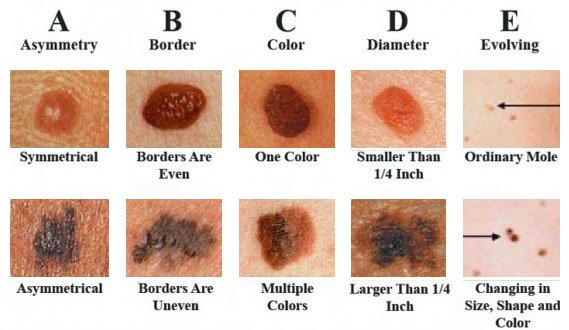 A B C D E
Asymmetry Border Color Diameter Evolving
Symmetrical Borders Are Even One Color Smaller Than 1/4 Inch Ordinary Mole
Asymmetrical Borders Are Uneven Multiple Colors Larger Than 1/4 Inch Changing in Size, Shape and Color